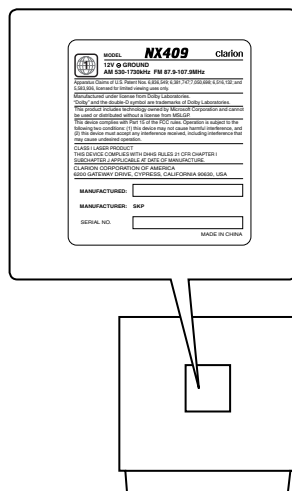 MODEL NX409 clarion
12V ⊖ GROUND
AM 530-1730kHz FM 87.9-107.9MHz
Apparatus Claims of U.S. Patent Nos. 6,836,549; 6,381,747;7,050,698; 6,516,132; and
5,583,936, licensed for limited viewing uses only.
Manufactured under license from Dolby Laboratories.
"Dolby" and the double-D symbol are trademarks of Dolby Laboratories.
This product includes technology owned by Microsoft Corporation and cannot
be used or distributed without a license from MSLGP.
This device complies with Part 15 of the FCC rules. Operation is subject to the
following two conditions: (1) this device may not cause harmful interference, and
(2) this device must accept any interference received, including interference that
may cause undesired operation.
CLASS I LASER PRODUCT
THIS DEVICE COMPLIES WITH DHHS RULES 21 CFR CHAPTER I
SUBCHAPTER J APPLICABLE AT DATE OF MANUFACTURE.
CLARION CORPORATION OF AMERICA
6200 GATEWAY DRIVE, CYPRESS, CALIFORNIA 90630, USA
MANUFACTURED:
MANUFACTURER: SKP
SERIAL NO.
MADE IN CHINA